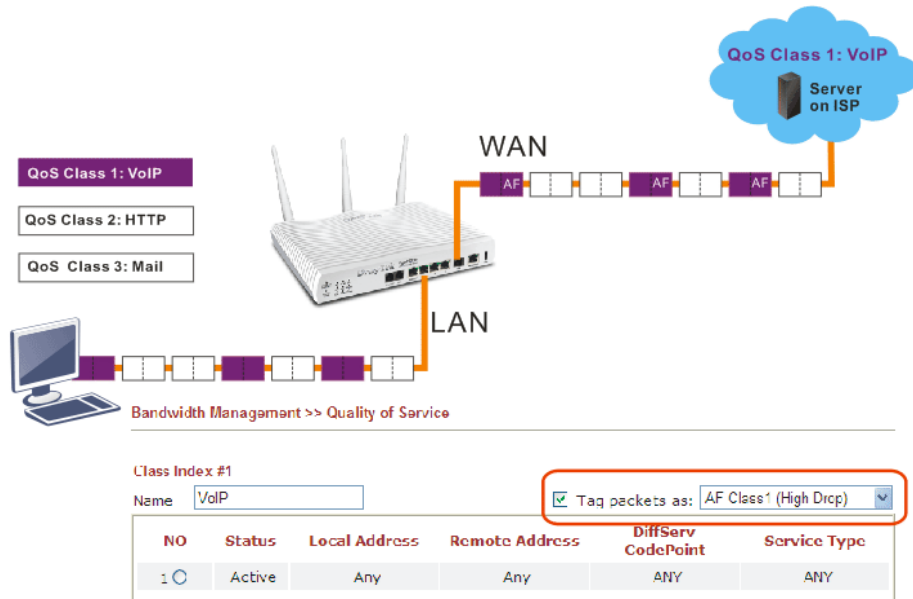 QoS Class 1: VoIP
Server
on ISP
WAN
AF
AF
AF
QoS Class 1: VoIP
QoS Class 2: HTTP
QoS Class 3: Mail
LAN
Bandwidth Management >> Quality of Service
Class Index #1
Name VoIP
Tag packets as: AF Class1 (High Drop)
NO Status Local Address Remote Address DiffServ CodePoint Service Type
1 Active Any Any ANY ANY